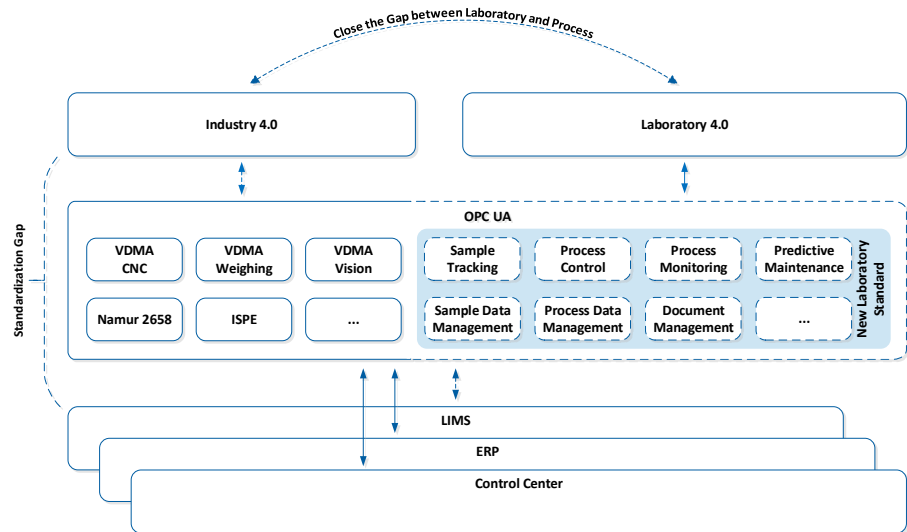 Close the Gap between Laboratory and Process
Industry 4.0
Laboratory 4.0
Standardization Gap
OPC UA
VDMA
CNC
VDMA
Weighing
VDMA
Vision
Sample
Tracking
Process
Control
Process
Monitoring
Predictive
Maintenance
Namur 2658
ISPE
...
Sample Data
Management
Process Data
Management
Document
Management
...
New Laboratory
Standard
LIMS
ERP
Control Center